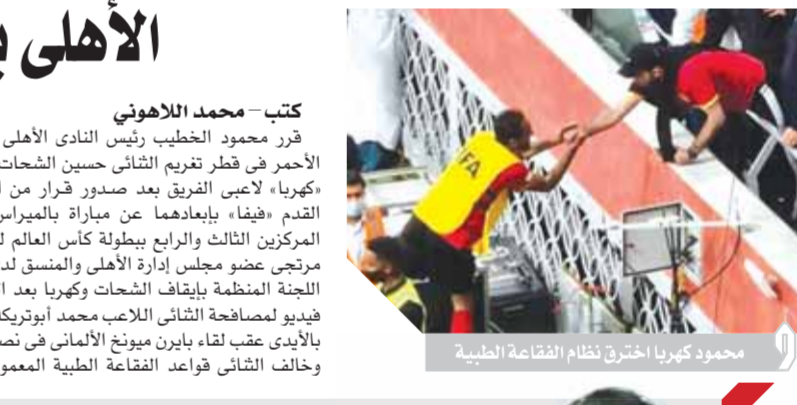 الأهلى
كتب – محمد اللاهوني
قرر محمود الخطيب رئيس النادى الأهلى
الأحمر فى قطر تغريم الثنائى حسين الشحات
«كهربا» لاعبى الفريق بعد صدور قرار من
القدم «فيفا» بإبعادهما عن مباراة بالميراس
المركزين الثالث والرابع ببطولة كأس العالم
مرتجى عضو مجلس إدارة الأهلى والمنسق
اللجنة المنظمة بإيقاف الشحات وكهربا بعد
فيديو لمصافحة الثنائى اللاعب محمد أبوتريكة
بالأيدى عقب لقاء بايرن ميونخ الألمانى فى
وخالف الثنائى قواعد الفقاعة الطبية
FA
محمود كهربا اخترق نظام الفقاعة الطبية